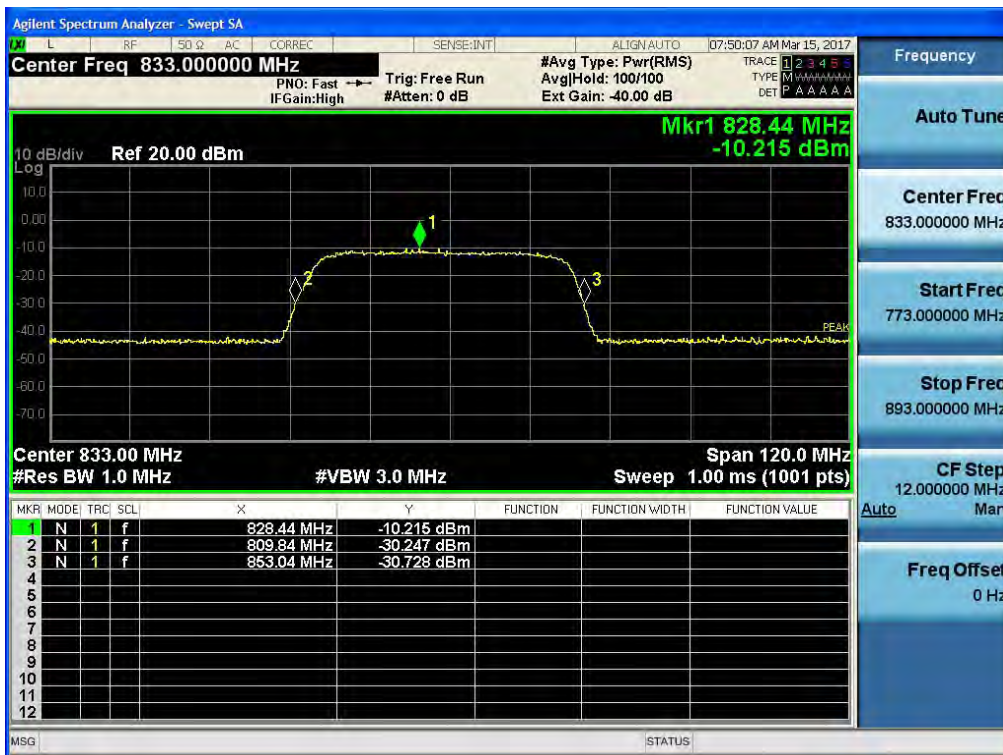 Agilent Spectrum Analyzer - Swept SA
LXI L RF 50 Ω AC CORREC SENSE:INT ALIGN AUTO 07:50:07 AM Mar 15, 2017
Center Freq 833.000000 MHz
PNO: Fast
IFGain:High
Trig: Free Run
#Atten: 0 dB
#Avg Type: Pwr(RMS)
Avg|Hold: 100/100
Ext Gain: -40.00 dB
TRACE 1 2 3 4 5 6
TYPE M
DET P A A A A A
Mkr1 828.44 MHz
-10.215 dBm
10 dB/div Ref 20.00 dBm
Log
10.0
0.00
-10.0
-20.0
-30.0
-40.0
-50.0
-60.0
-70.0
1
2
3
PEAK
Center 833.00 MHz Span 120.0 MHz
#Res BW 1.0 MHz #VBW 3.0 MHz Sweep 1.00 ms (1001 pts)
MKR MODE TRC SCL X Y FUNCTION FUNCTION WIDTH FUNCTION VALUE
1 N 1 f 828.44 MHz -10.215 dBm
2 N 1 f 809.84 MHz -30.247 dBm
3 N 1 f 853.04 MHz -30.728 dBm
4
5
6
7
8
9
10
11
12
MSG STATUS
Frequency
Auto Tune
Center Freq
833.000000 MHz
Start Freq
773.000000 MHz
Stop Freq
893.000000 MHz
CF Step
12.000000 MHz
Auto Man
Freq Offset
0 Hz